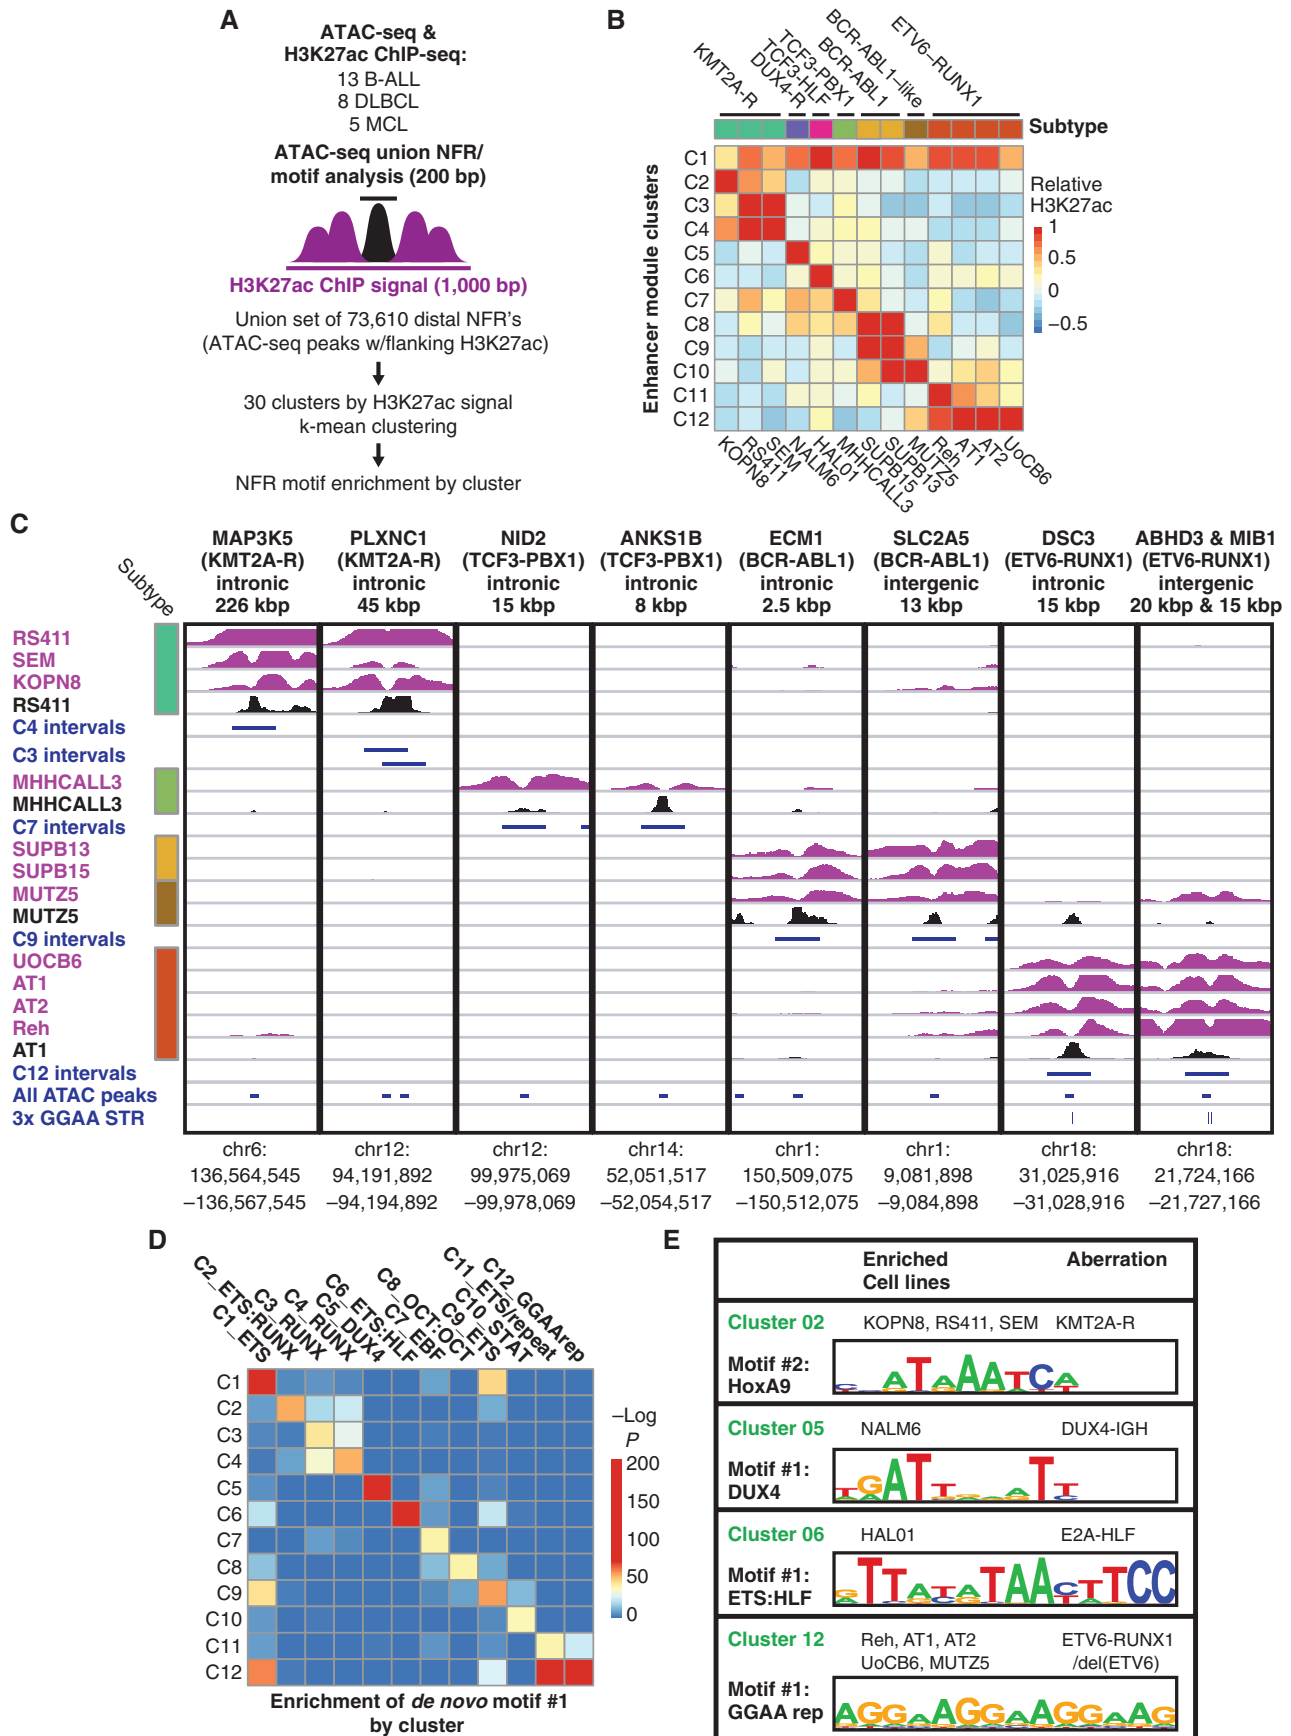 A
ATAC-seq &
H3K27ac ChIP-seq:
13 B-ALL
8 DLBCL
5 MCL
ATAC-seq union NFR/
motif analysis (200 bp)
H3K27ac ChIP signal (1,000 bp)
Union set of 73,610 distal NFR's
(ATAC-seq peaks w/flanking H3K27ac)
30 clusters by H3K27ac signal
k-mean clustering
NFR motif enrichment by cluster
B
KMT2A-R
DUX4-R
TCF3-HLF
TCF3-PBX1
BCR-ABL1
BCR-ABL1–like
ETV6–RUNX1
Subtype
Enhancer module clusters
C1
C2
C3
C4
C5
C6
C7
C8
C9
C10
C11
C12
Relative
H3K27ac
1
0.5
0
−0.5
KOPN8
RS411
SEM
NALM6
HAL01
MHHCALL3
SUPB15
SUPB13
MUTZ5
Reh
AT1
AT2
UoCB6
C
Subtype
MAP3K5
(KMT2A-R)
intronic
226 kbp
PLXNC1
(KMT2A-R)
intronic
45 kbp
NID2
(TCF3-PBX1)
intronic
15 kbp
ANKS1B
(TCF3-PBX1)
intronic
8 kbp
ECM1
(BCR-ABL1)
intronic
2.5 kbp
SLC2A5
(BCR-ABL1)
intergenic
13 kbp
DSC3
(ETV6-RUNX1)
intronic
15 kbp
ABHD3 & MIB1
(ETV6-RUNX1)
intergenic
20 kbp & 15 kbp
RS411
SEM
KOPN8
RS411
C4 intervals
C3 intervals
MHHCALL3
MHHCALL3
C7 intervals
SUPB13
SUPB15
MUTZ5
MUTZ5
C9 intervals
UOCB6
AT1
AT2
Reh
AT1
C12 intervals
All ATAC peaks
3x GGAA STR
chr6:
136,564,545
−136,567,545
chr12:
94,191,892
−94,194,892
chr12:
99,975,069
−99,978,069
chr14:
52,051,517
−52,054,517
chr1:
150,509,075
−150,512,075
chr1:
9,081,898
−9,084,898
chr18:
31,025,916
−31,028,916
chr18:
21,724,166
−21,727,166
D
C1_ETS
C2_ETS:RUNX
C3_RUNX
C4_RUNX
C5_DUX4
C6_ETS:HLF
C7_EBF
C8_OCT:OCT
C9_ETS
C10_STAT
C11_ETS/repeat
C12_GGAArep
C1
C2
C3
C4
C5
C6
C7
C8
C9
C10
C11
C12
−Log
P
200
150
100
50
0
Enrichment of de novo motif #1
by cluster
E
Enriched
Cell lines
Aberration
Cluster 02
KOPN8, RS411, SEM
KMT2A-R
Motif #2:
HoxA9
ATAAATCA
Cluster 05
NALM6
DUX4-IGH
Motif #1:
DUX4
Cluster 06
HAL01
E2A-HLF
Motif #1:
ETS:HLF
Cluster 12
Reh, AT1, AT2
UoCB6, MUTZ5
ETV6-RUNX1
/del(ETV6)
Motif #1:
GGAA rep
AGGAAGGAAGGAAG